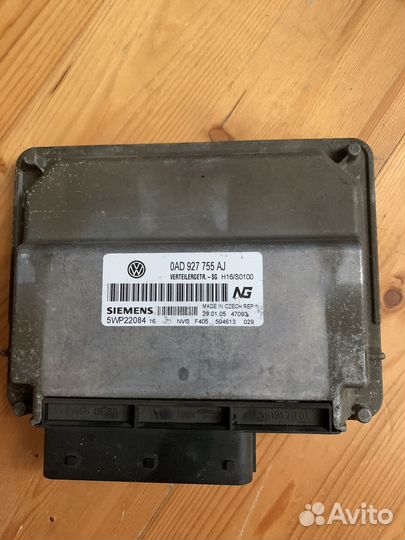 0AD 927 755 AJ
VERTEILERGETR.-SG H16/S0100
NG
SIEMENS MADE IN CZECH REP
5WP22084 16 29.01.05 47093
NVG F405 504613 029
Avito